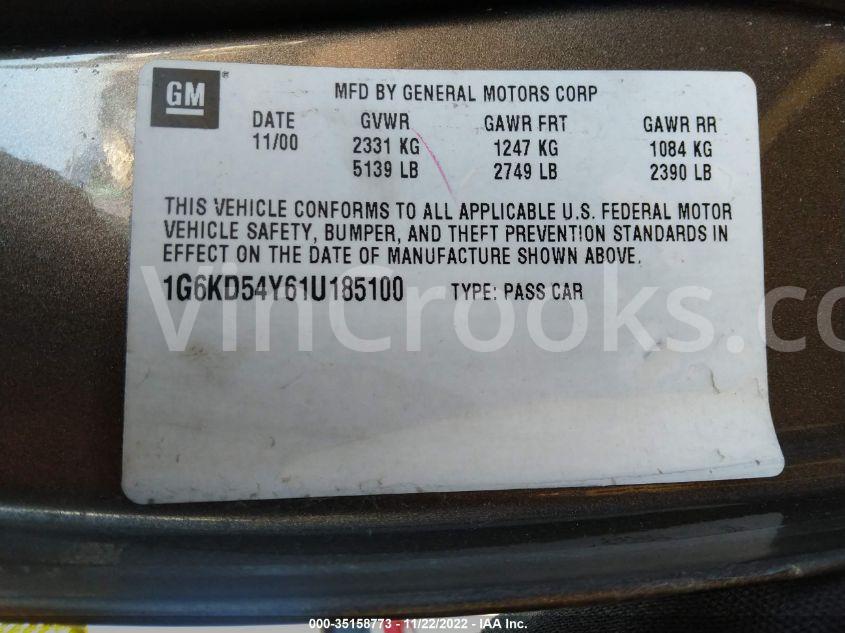 GM
MFD BY GENERAL MOTORS CORP
DATE GVWR GAWR FRT GAWR RR
11/00 2331 KG 1247 KG 1084 KG
5139 LB 2749 LB 2390 LB
THIS VEHICLE CONFORMS TO ALL APPLICABLE U.S. FEDERAL MOTOR
VEHICLE SAFETY, BUMPER, AND THEFT PREVENTION STANDARDS IN
EFFECT ON THE DATE OF MANUFACTURE SHOWN ABOVE.
1G6KD54Y61U185100 TYPE: PASS CAR
VinCrooks.co
000-35158773 - 11/22/2022 - IAA Inc.